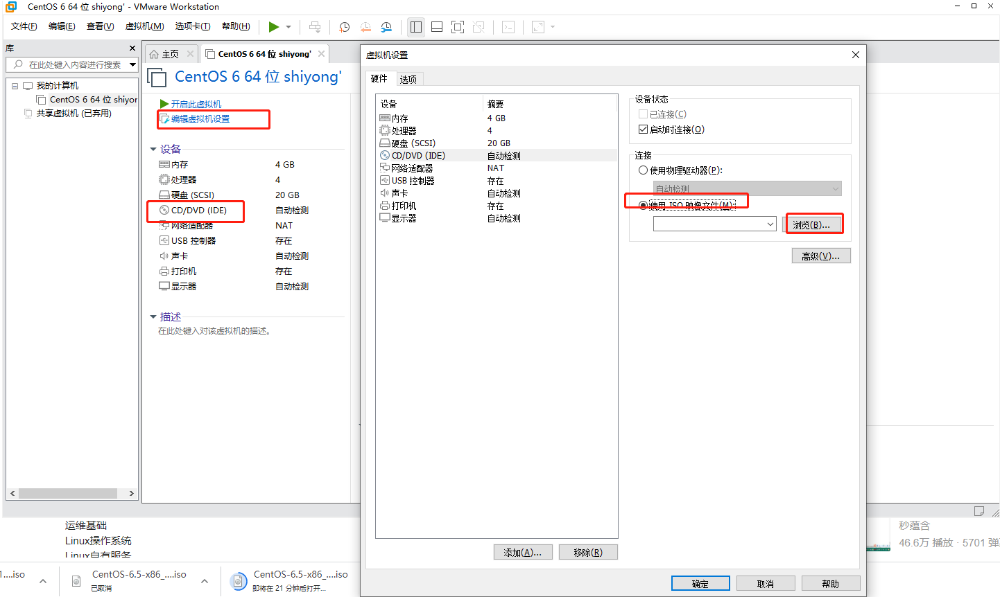 CentOS 6 64 位 shiyong' - VMware Workstation
文件(F) 编辑(E) 查看(V) 虚拟机(M) 选项卡(T) 帮助(H)
库
在此处键入内容进行搜索
我的计算机
CentOS 6 64 位 shiyor
共享虚拟机 (已弃用)
主页
CentOS 6 64 位 shiyong'
CentOS 6 64 位 shiyong'
开启此虚拟机
编辑虚拟机设置
设备
内存 4 GB
处理器 4
硬盘 (SCSI) 20 GB
CD/DVD (IDE) 自动检测
网络适配器 NAT
USB 控制器 存在
声卡 自动检测
打印机 存在
显示器 自动检测
描述
在此处键入对该虚拟机的描述。
虚拟机设置
硬件 选项
设备 摘要
内存 4 GB
处理器 4
硬盘 (SCSI) 20 GB
CD/DVD (IDE) 自动检测
网络适配器 NAT
USB 控制器 存在
声卡 自动检测
打印机 存在
显示器 自动检测
添加(A)... 移除(R)
设备状态
已连接(C)
启动时连接(O)
连接
使用物理驱动器(P):
自动检测
使用 ISO 映像文件(M):
浏览(B)...
高级(V)...
确定 取消 帮助
运维基础
Linux操作系统
Linux自有服务
秒蕴含
46.6万 播放 · 5701 弹
1....iso
CentOS-6.5-x86_....iso
已取消
CentOS-6.5-x86_....iso
即将在 21 分钟后打开...